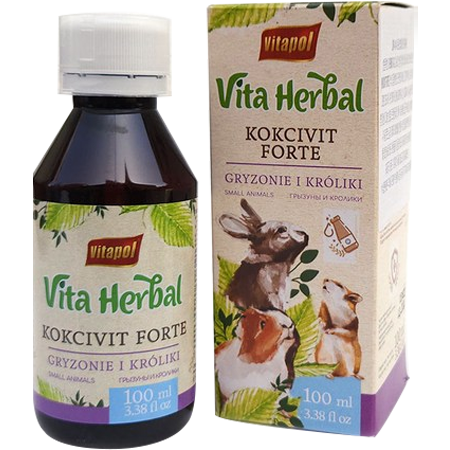 Vitapol
Vita Herbal
KOKCIVIT FORTE
GRYZONIE I KRÓLIKI
SMALL ANIMALS ГРЫЗУНЫ И КРОЛИКИ
100 ml
3.38 fl oz
Vitapol
Vita Herbal
KOKCIVIT
FORTE
GRYZONIE I KRÓLIKI
SMALL ANIMALS ГРЫЗУНЫ И КРОЛИКИ
100 ml
3.38 fl oz